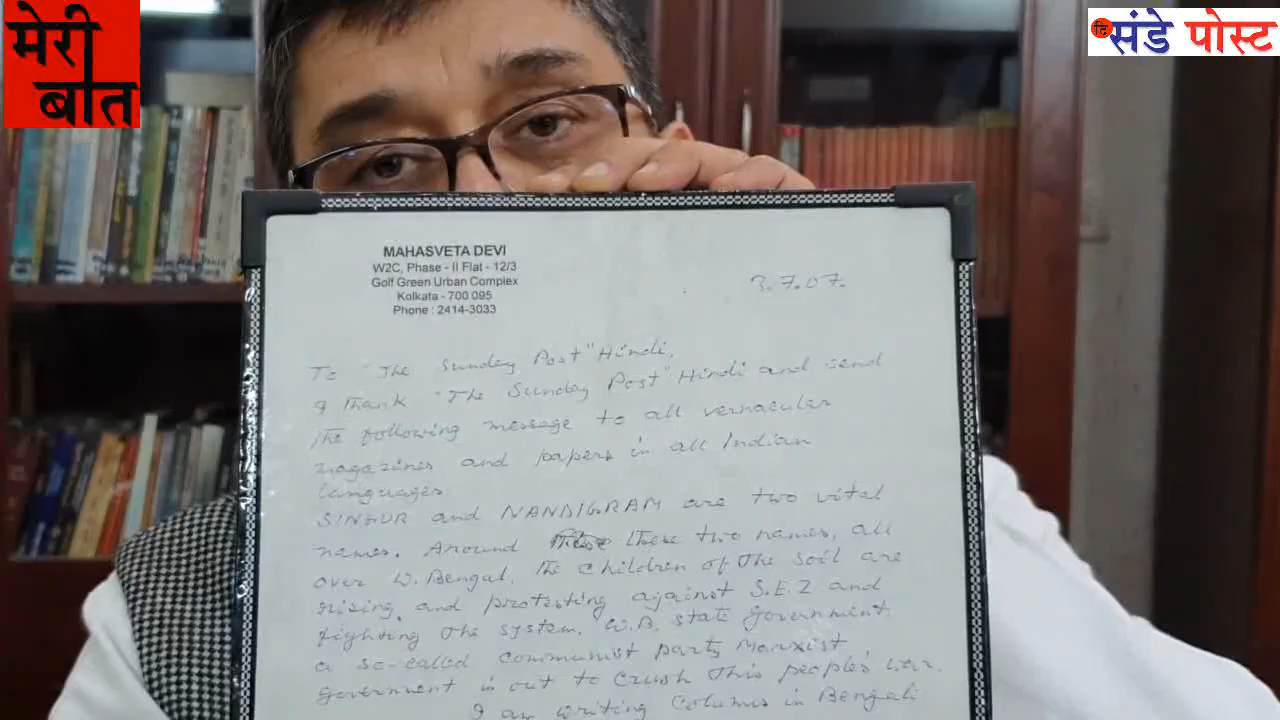 मेरी
बात
दि संडे पोस्ट
MAHASVETA DEVI
W2C, Phase - II Flat - 12/3
Golf Green Urban Complex
Kolkata - 700 095
Phone : 2414-3033
3.7.07.
To "The Sunday Post" Hindi,
I thank "The Sunday Post" Hindi and send
the following message to all vernacular
magazines and papers in all Indian
languages.
SINGUR and NANDIGRAM are two vital
names. Around these two names, all
over W. Bengal, the children of the soil are
rising, and protesting against S.E.Z and
fighting the system. W.B. state government
a so-called communist party Marxist
government is out to crush this people's war.
I am writing columns in Bengali